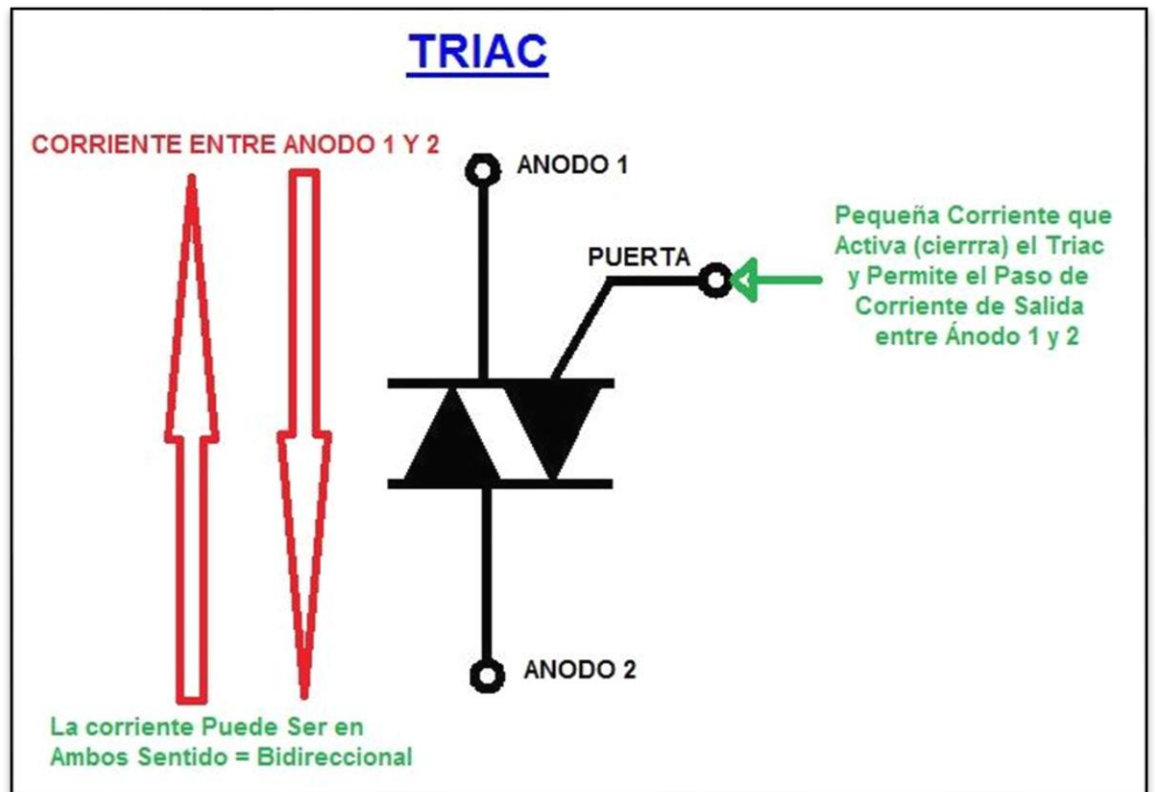 TRIAC
CORRIENTE ENTRE ANODO 1 Y 2
ANODO 1
PUERTA
Pequeña Corriente que
Activa (cierrra) el Triac
y Permite el Paso de
Corriente de Salida
entre Ánodo 1 y 2
ANODO 2
La corriente Puede Ser en
Ambos Sentido = Bidireccional